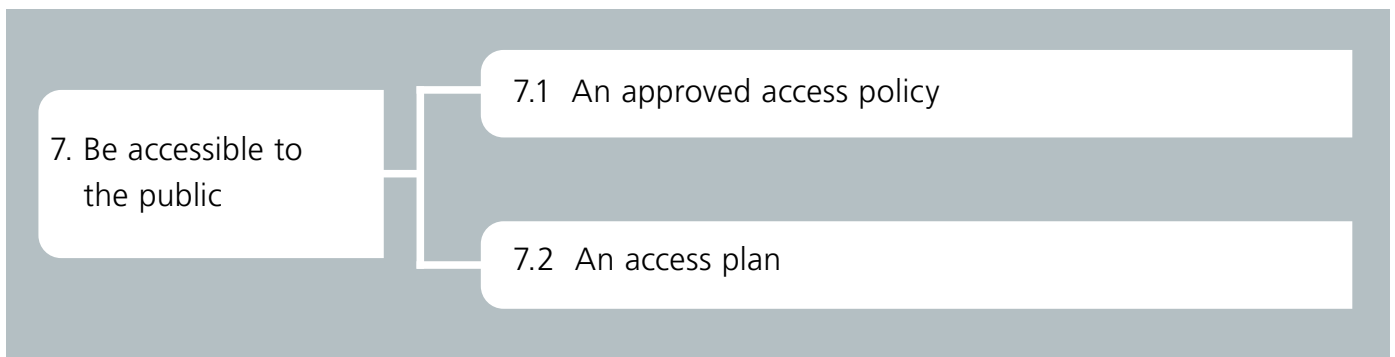 7. Be accessible to
the public
7.1 An approved access policy
7.2 An access plan